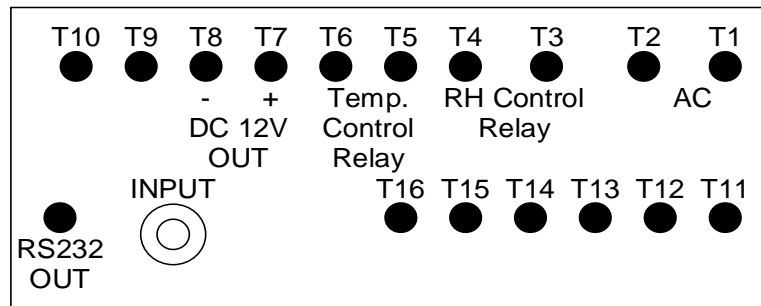 T10 T9 T8 T7 T6 T5 T4 T3 T2 T1
- + Temp. RH Control AC
DC 12V Control Relay
OUT Relay
INPUT T16 T15 T14 T13 T12 T11
RS232
OUT